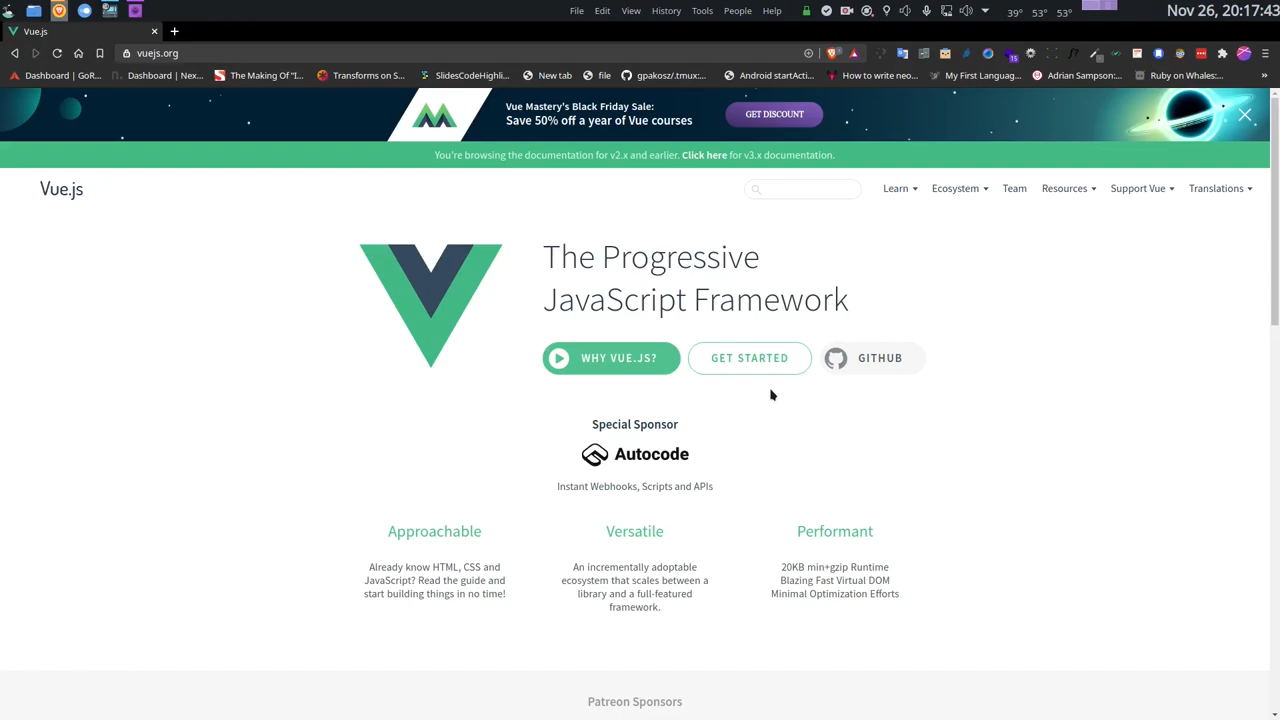 File Edit View History Tools People Help 39° 53° 53° Nov 26, 20:17:43
Vue.js
vuejs.org 15
Dashboard | GoR... Dashboard | Nex... The Making Of "I... Transforms on S... SlidesCodeHighli... New tab file gpakosz/.tmux:... Android startActi... How to write neo... My First Languag... Adrian Sampson:... Ruby on Whales:... »
Vue Mastery's Black Friday Sale:
Save 50% off a year of Vue courses
GET DISCOUNT
You're browsing the documentation for v2.x and earlier. Click here for v3.x documentation.
Vue.js Learn Ecosystem Team Resources Support Vue Translations
The Progressive
JavaScript Framework
WHY VUE.JS? GET STARTED GITHUB
Special Sponsor
Autocode
Instant Webhooks, Scripts and APIs
Approachable
Already know HTML, CSS and
JavaScript? Read the guide and
start building things in no time!
Versatile
An incrementally adoptable
ecosystem that scales between a
library and a full-featured
framework.
Performant
20KB min+gzip Runtime
Blazing Fast Virtual DOM
Minimal Optimization Efforts
Patreon Sponsors